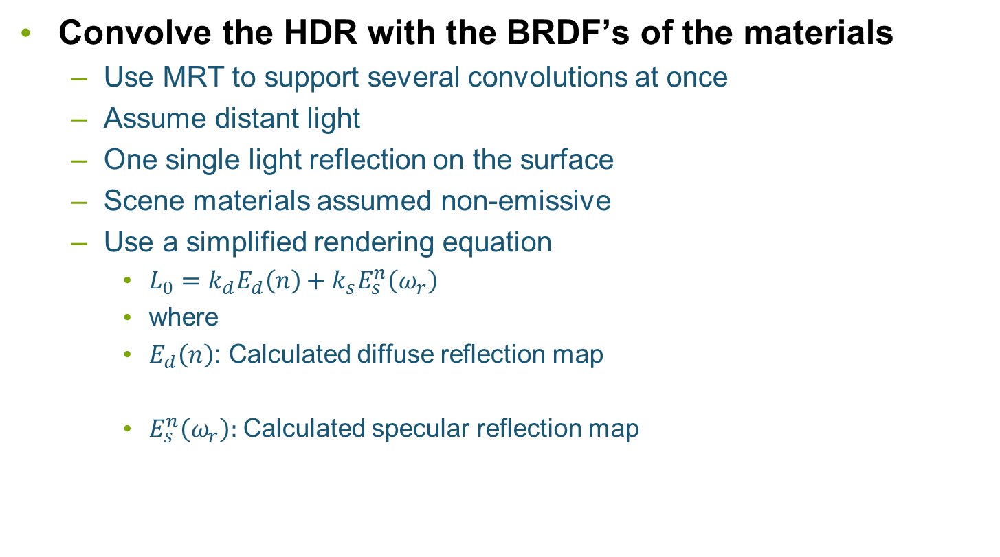 • Convolve the HDR with the BRDF’s of the materials
– Use MRT to support several convolutions at once
– Assume distant light
– One single light reflection on the surface
– Scene materials assumed non-emissive
– Use a simplified rendering equation
• $L_0 = k_d E_d(n) + k_s E_s^n(\omega_r)$
• where
• $E_d(n)$: Calculated diffuse reflection map
• $E_s^n(\omega_r)$: Calculated specular reflection map